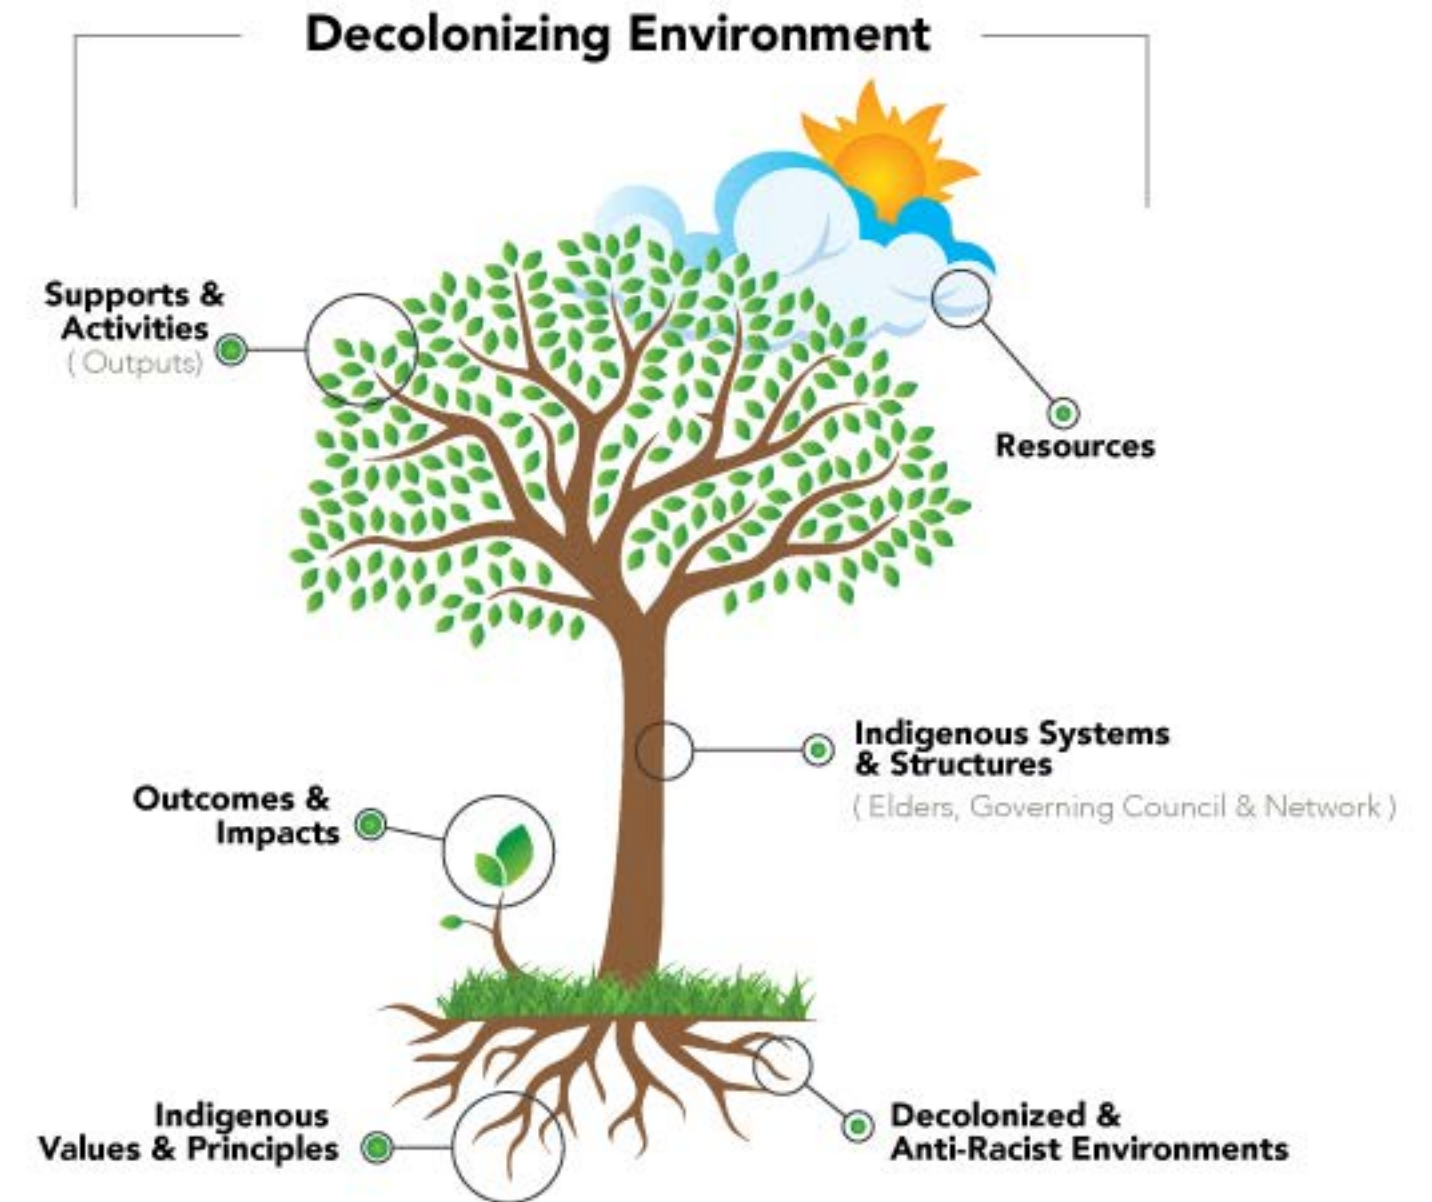 Decolonizing Environment
Supports &
Activities
( Outputs)
Resources
Indigenous Systems
& Structures
( Elders, Governing Council & Network )
Outcomes &
Impacts
Indigenous
Values & Principles
Decolonized &
Anti-Racist Environments